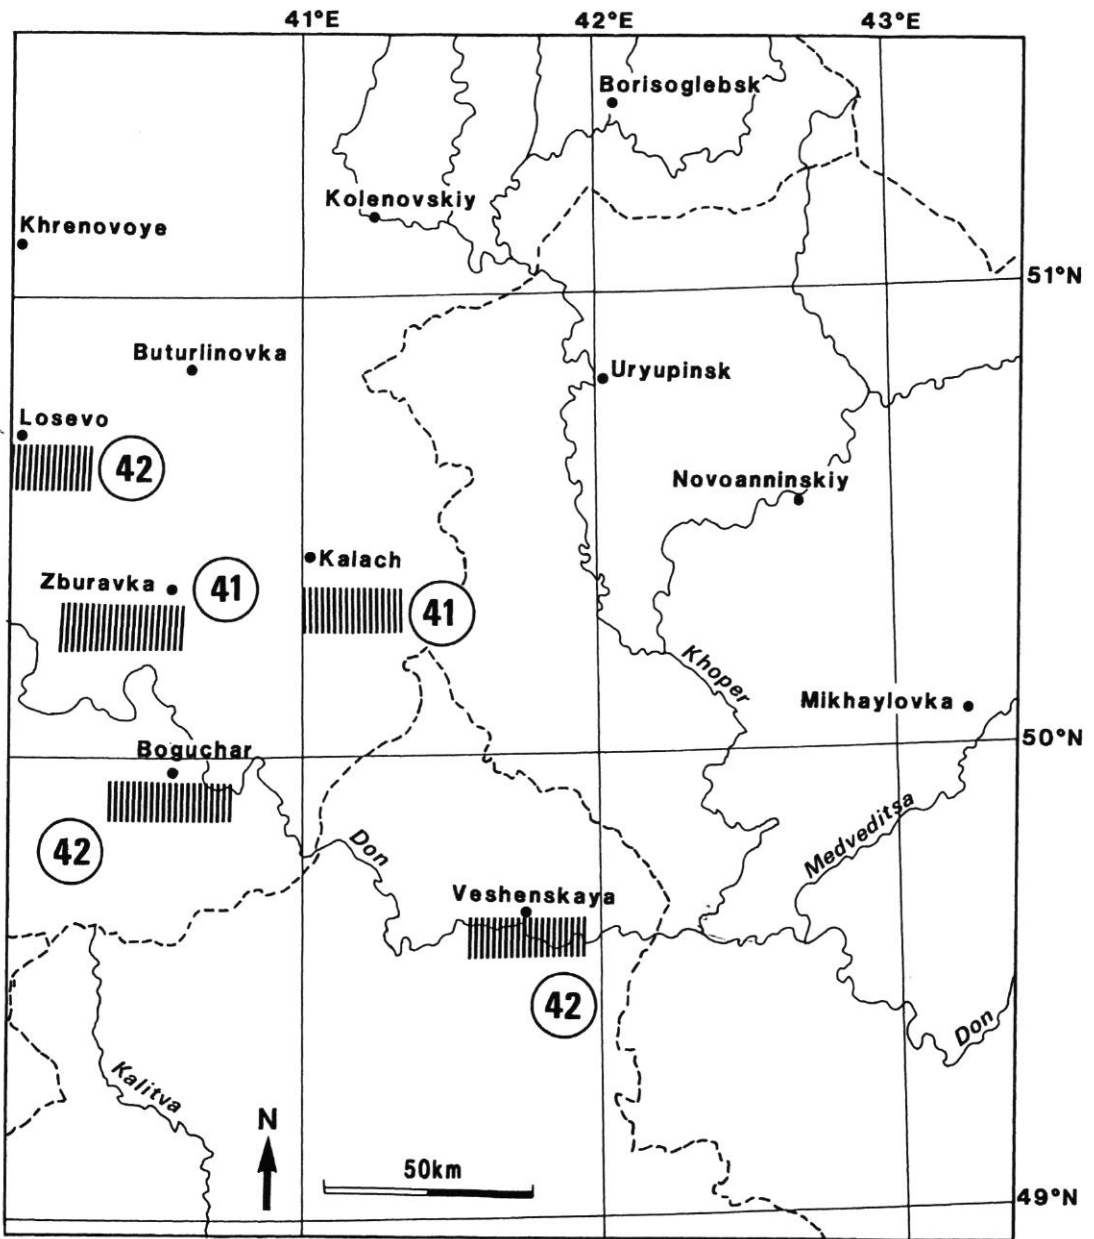 41°E 42°E 43°E
Borisoglebsk
Kolenovskiy
Khrenovoye
51°N
Buturlinovka
Uryupinsk
Losevo
42
Novoanninskiy
Kalach
Zburavka 41
41
Khoper
Mikhaylovka
50°N
Boguchar
Medveditsa
42
Don
Veshenskaya
42
Don
Kalitva
N
50km
49°N